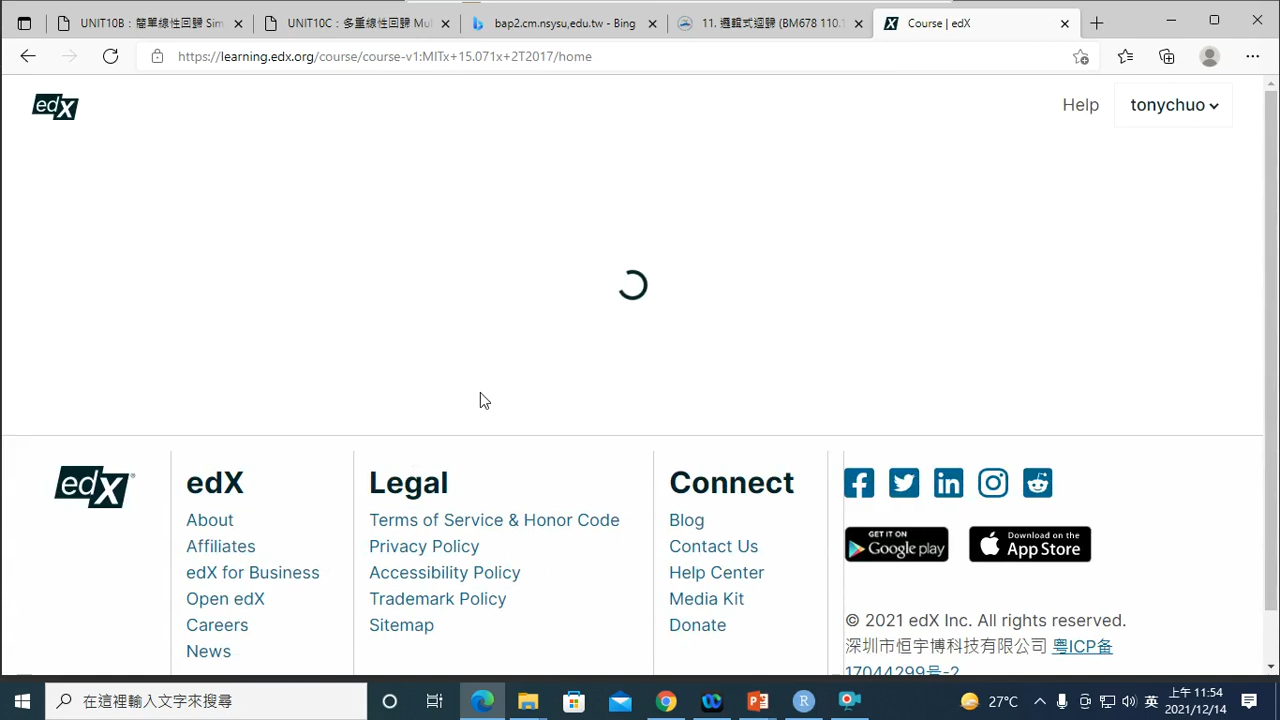 UNIT10B：簡單線性回歸 Sim
UNIT10C：多重線性回歸 Mul
bap2.cm.nsysu,edu.tw - Bing
11. 邏輯式迴歸 (BM678 110.1
Course | edX
https://learning.edx.org/course/course-v1:MITx+15.071x+2T2017/home
edX
Help
tonychuo
edX
edX
About
Affiliates
edX for Business
Open edX
Careers
News
Legal
Terms of Service & Honor Code
Privacy Policy
Accessibility Policy
Trademark Policy
Sitemap
Connect
Blog
Contact Us
Help Center
Media Kit
Donate
GET IT ON
Google play
Download on the
App Store
© 2021 edX Inc. All rights reserved.
深圳市恒宇博科技有限公司 粤ICP备
17044299号-2
在這裡輸入文字來搜尋
27°C
英
上午 11:54
2021/12/14